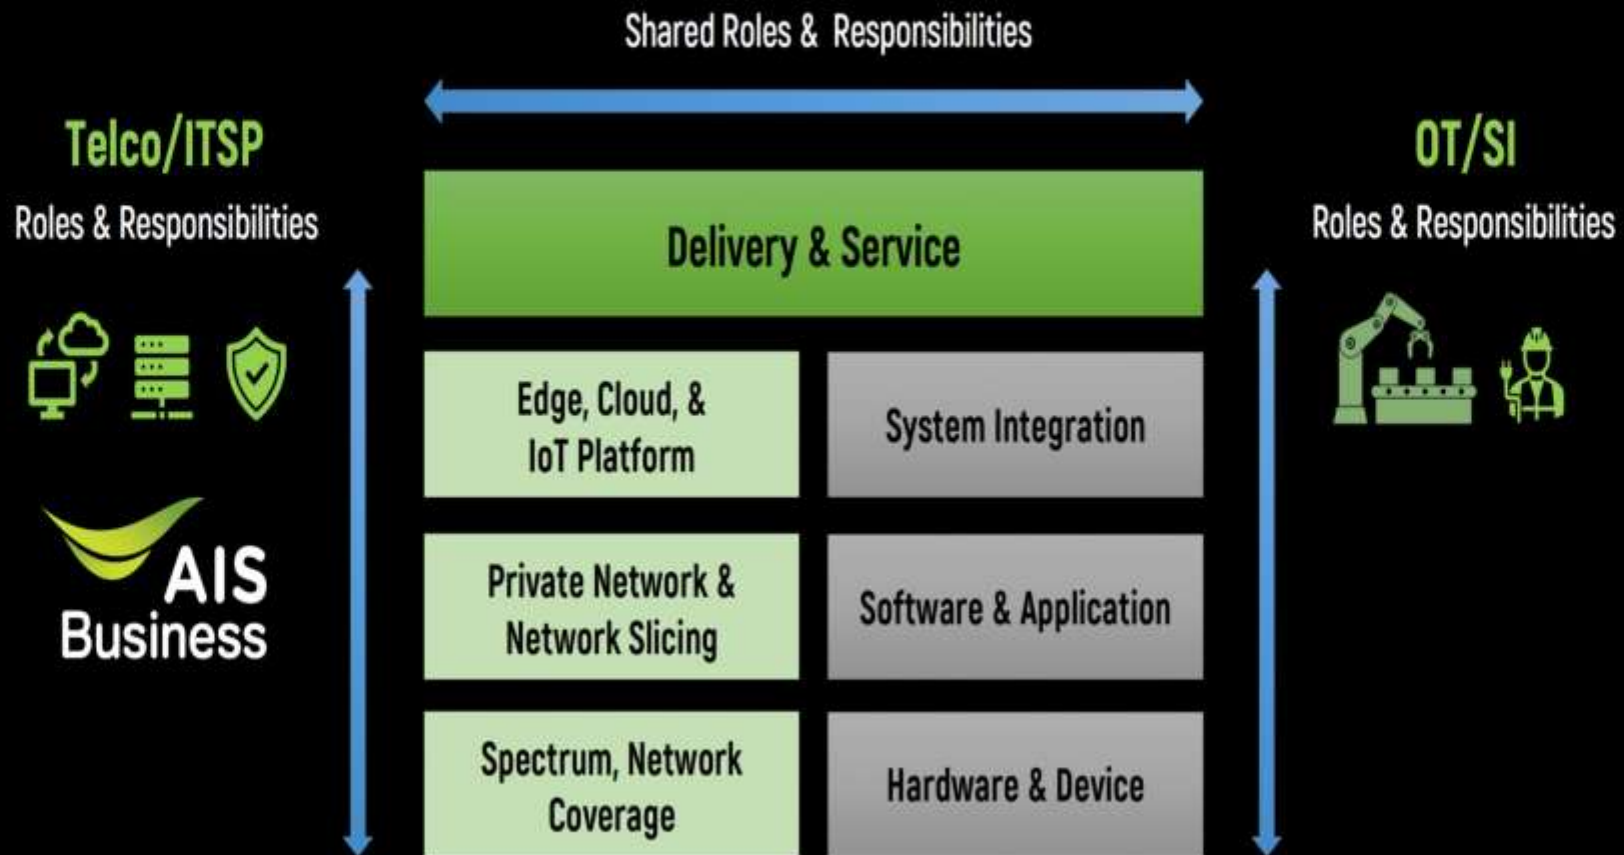 Shared Roles & Responsibilities
Telco/ITSP
Roles & Responsibilities
OT/SI
Roles & Responsibilities
Delivery & Service
Edge, Cloud, &
IoT Platform
System Integration
Private Network &
Network Slicing
Software & Application
Spectrum, Network
Coverage
Hardware & Device
AIS
Business